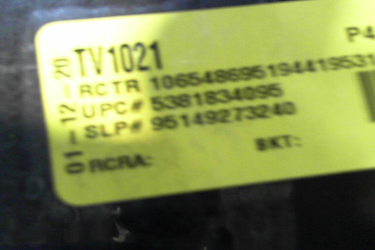 TV1021 P4
RCTR 10654869519441953
UPC# 5381834095
SLP# 95149273240
RCRA: BKT:
01-12-20